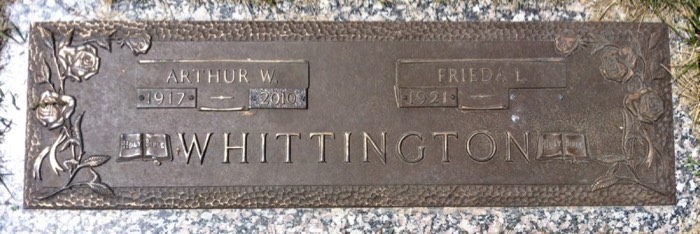 ARTHUR W.
FRIEDA L.
1917 — 2010
1921 —
WHITTINGTON